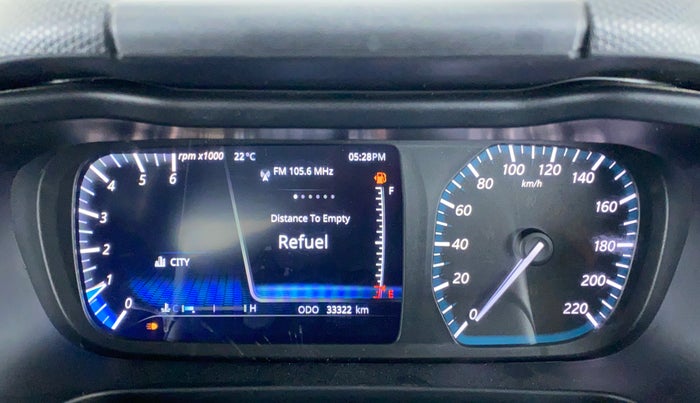 rpm x1000 22°C 05:28PM
FM 105.6 MHz
F
Distance To Empty
Refuel
E
CITY
C H ODO 33322 km
0 1 2 3 4 5 6
0 20 40 60 80 100 120 140 160 180 200 220
km/h